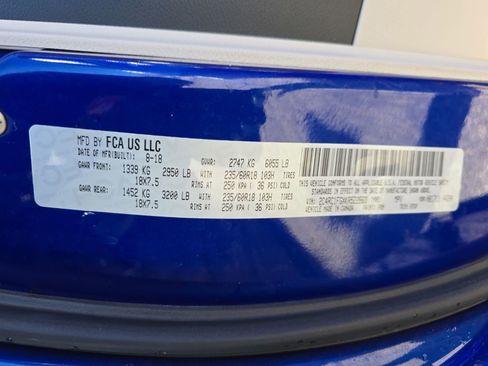 MFD BY FCA US LLC
DATE OF MFR(BUILT): 8-18 GVWR: 2747 KG 6055 LB
GAWR FRONT: 1339 KG 2950 LB WITH 235/60R18 103H
18X7.5 RIMS AT 250 KPA ( 36 PSI) COLD
GAWR REAR: 1452 KG 3200 LB WITH 235/60R18 103H
18X7.5 RIMS AT 250 KPA ( 36 PSI) COLD
THIS VEHICLE CONFORMS TO ALL APPLICABLE U.S.A. FEDERAL MOTOR VEHICLE SAFETY
STANDARDS IN EFFECT ON THE DATE OF MANUFACTURE SHOWN ABOVE.
VIN: TYPE: MPV
VEHICLE MADE IN CANADA